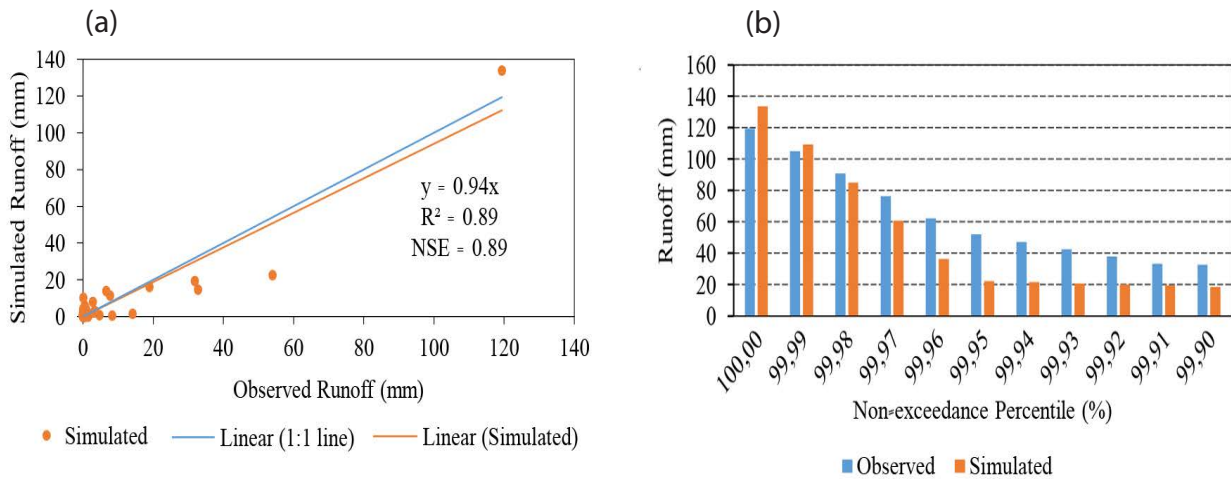 (a)
140
120
100
80
60
40
20
0
Simulated Runoff (mm)
y = 0.94x
R² = 0.89
NSE = 0.89
0 20 40 60 80 100 120 140
Observed Runoff (mm)
Simulated Linear (1:1 line) Linear (Simulated)
(b)
160
140
120
100
80
60
40
20
0
Runoff (mm)
100,00 99,99 99,98 99,97 99,96 99,95 99,94 99,93 99,92 99,91 99,90
Non-exceedance Percentile (%)
Observed Simulated